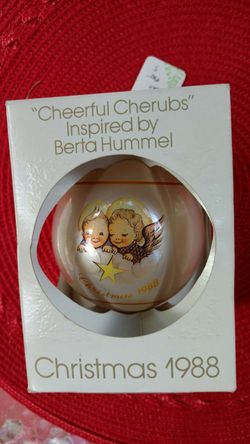 "Cheerful Cherubs"
Inspired by
Berta Hummel
Christmas 1988
Christmas 1988